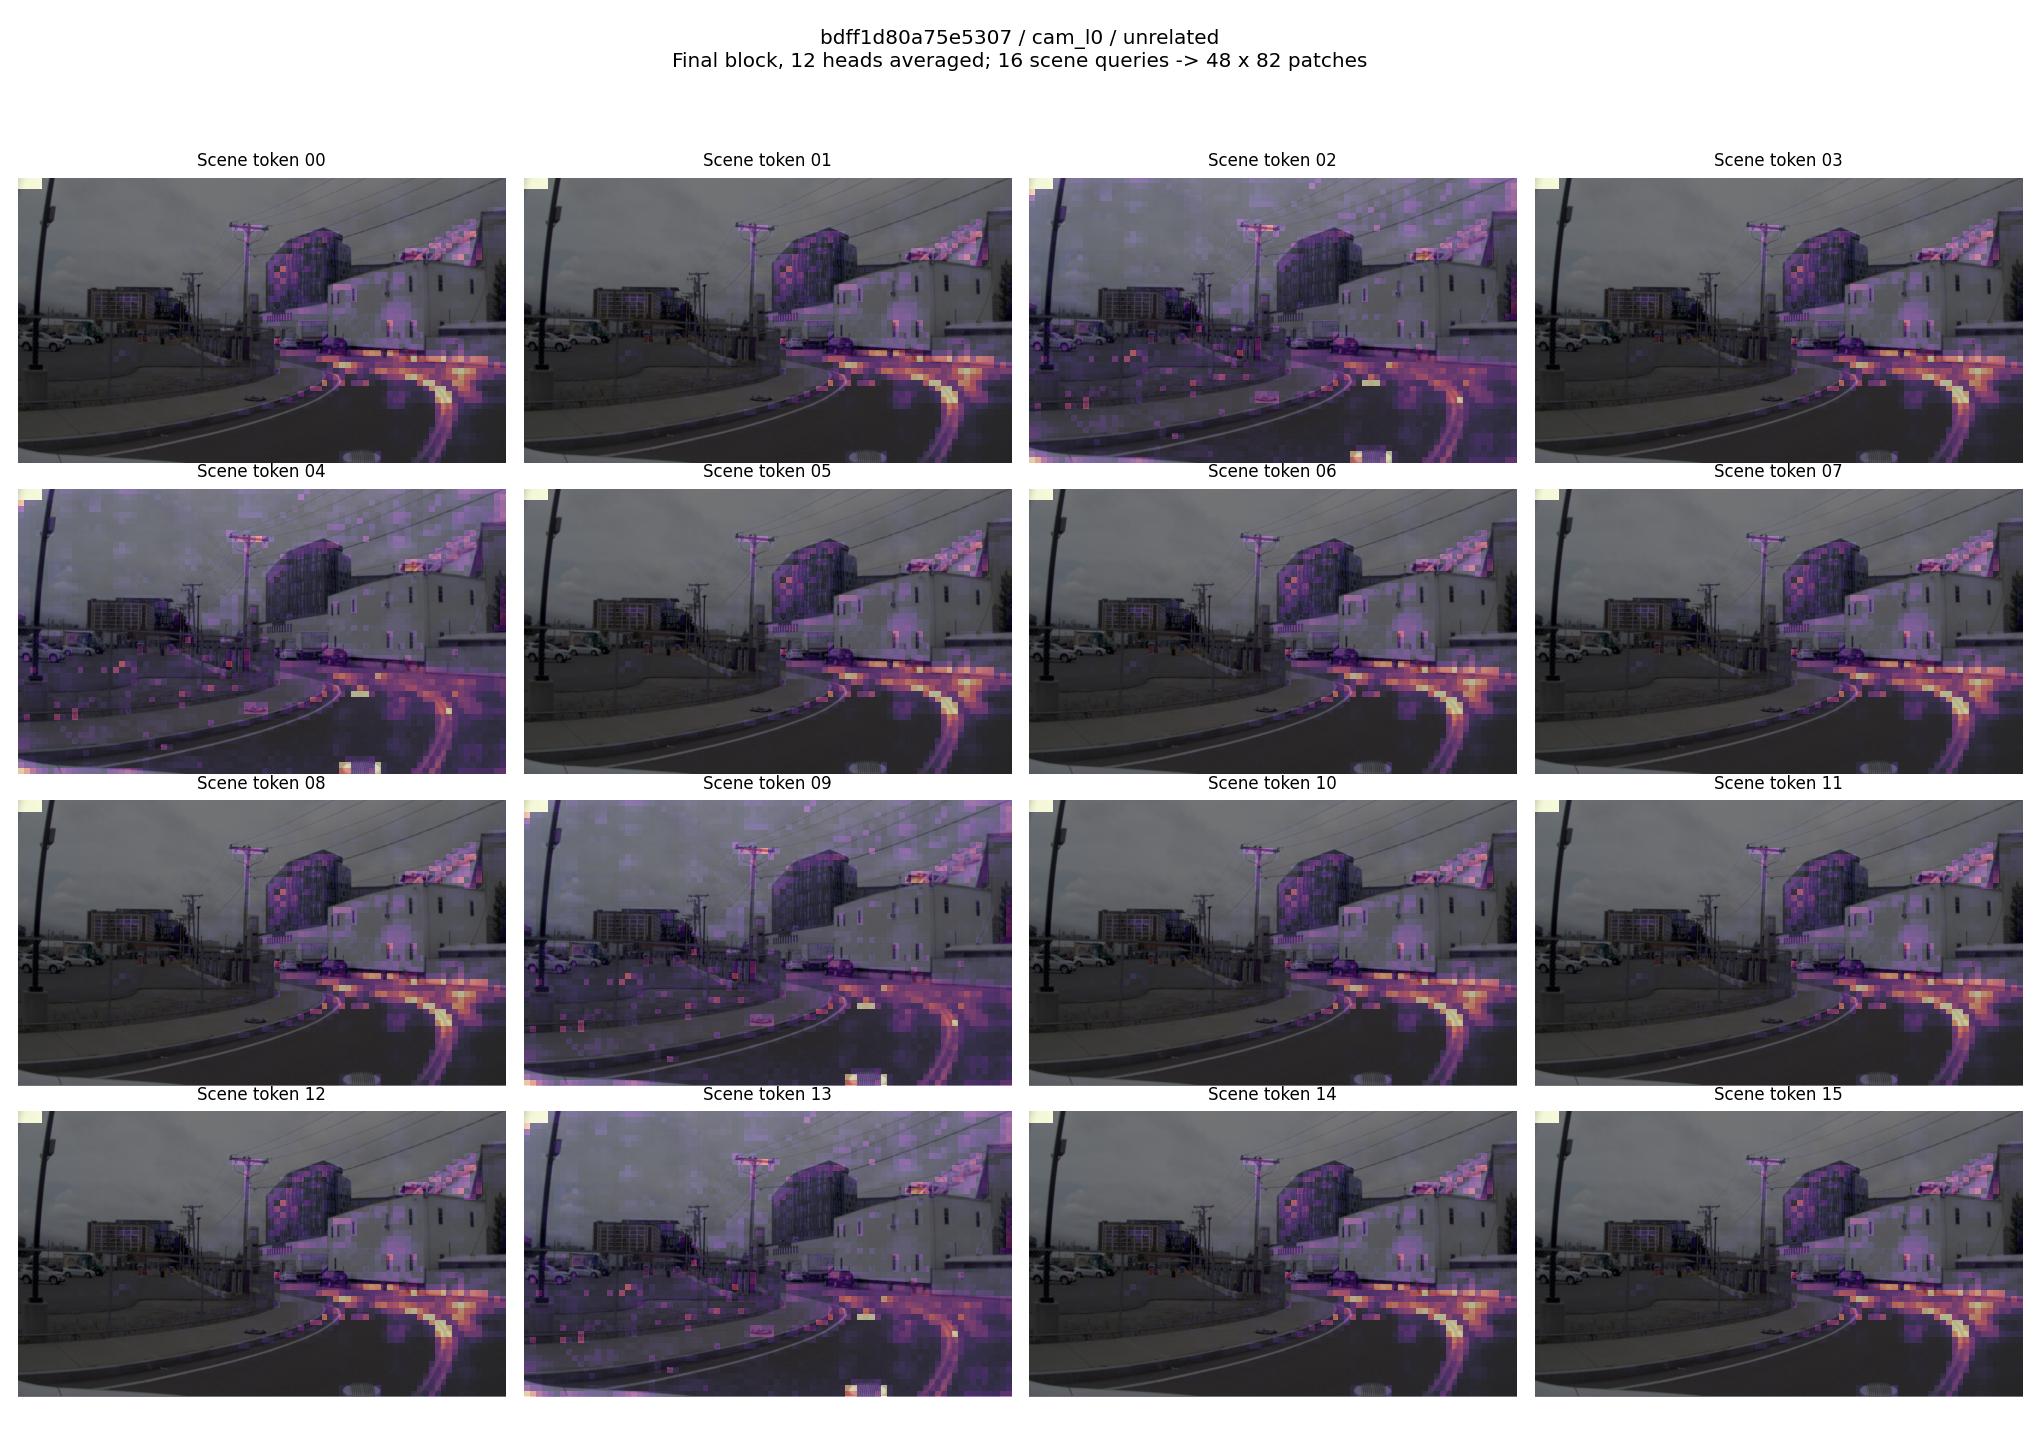 bdff1d80a75e5307 / cam_l0 / unrelated
Final block, 12 heads averaged; 16 scene queries -> 48 x 82 patches
Scene token 00
Scene token 01
Scene token 02
Scene token 03
Scene token 04
Scene token 05
Scene token 06
Scene token 07
Scene token 08
Scene token 09
Scene token 10
Scene token 11
Scene token 12
Scene token 13
Scene token 14
Scene token 15